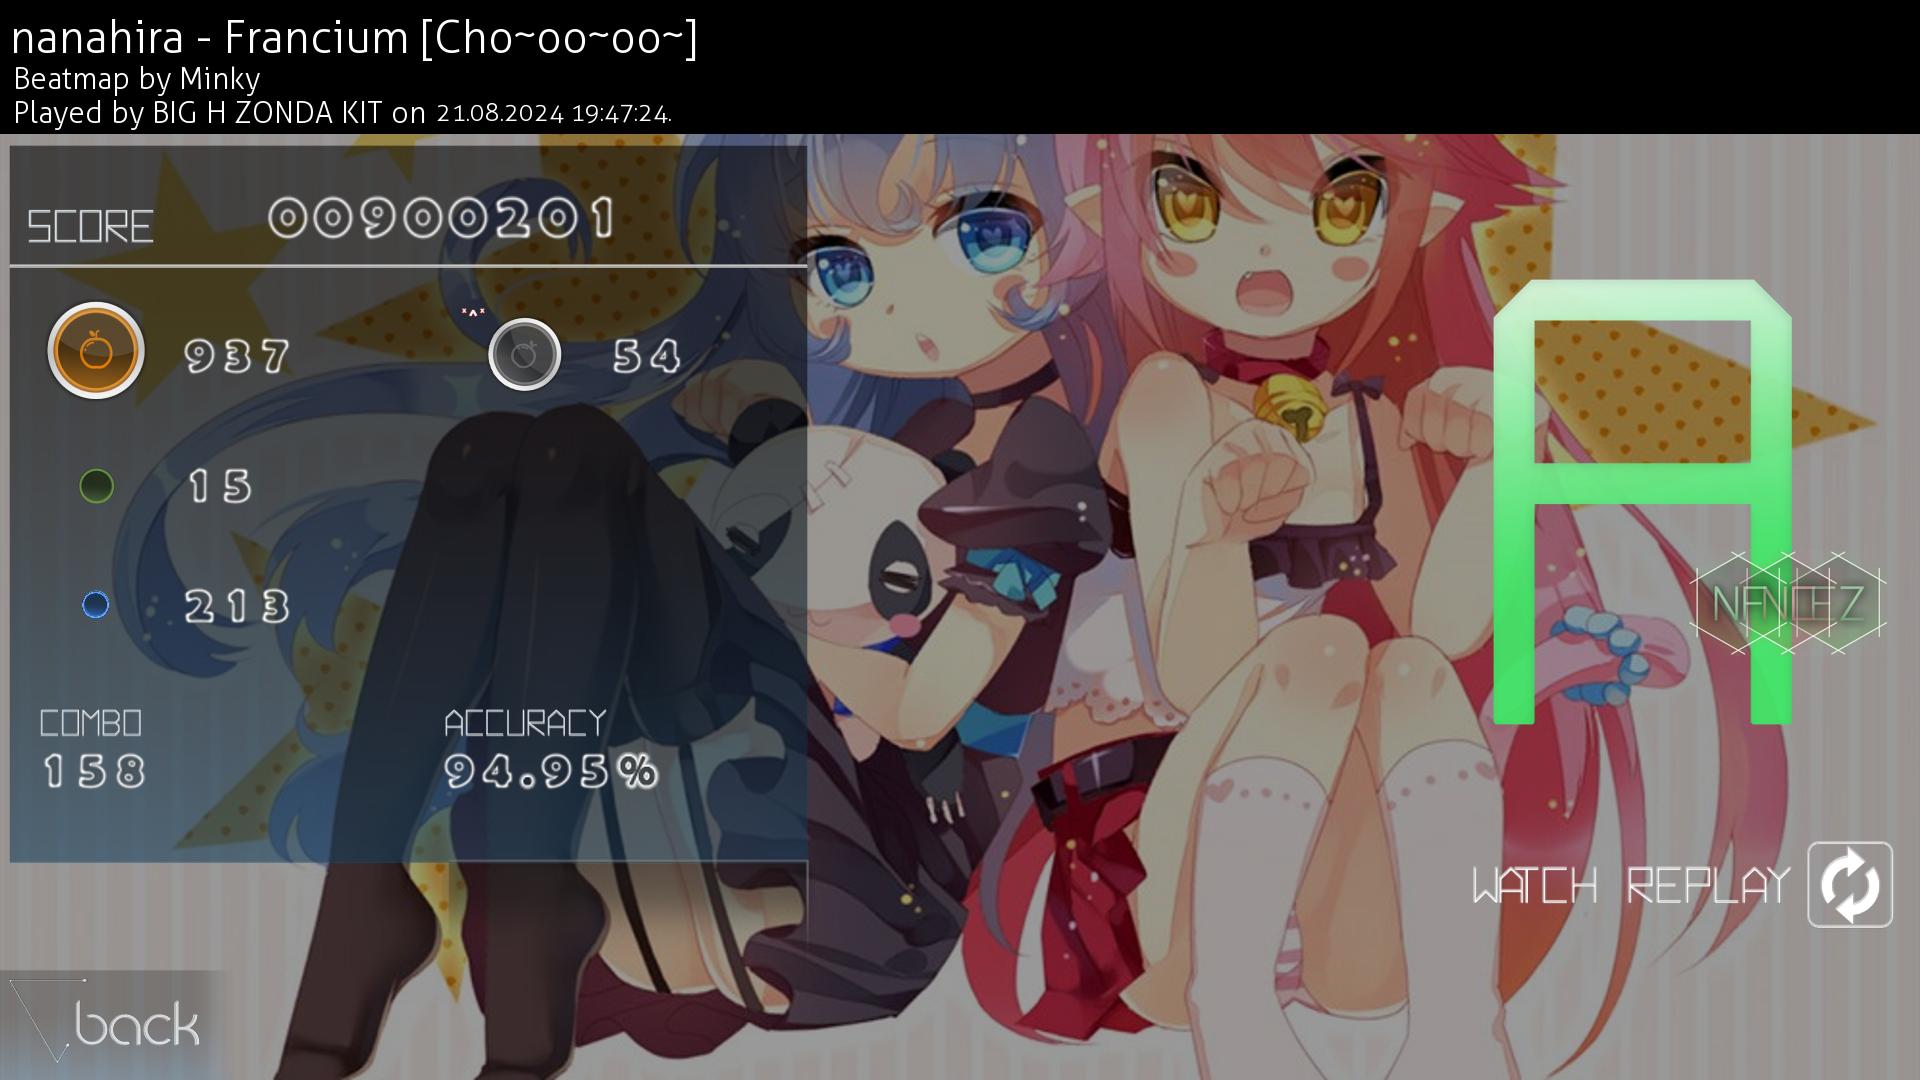 nanahira - Francium [Cho~oo~oo~]
Beatmap by Minky
Played by BIG H ZONDA KIT on 21.08.2024 19:47:24.
SCORE 00900201
937 x^x 54
15
213
COMBO ACCURACY
158 94.95%
WATCH REPLAY
back